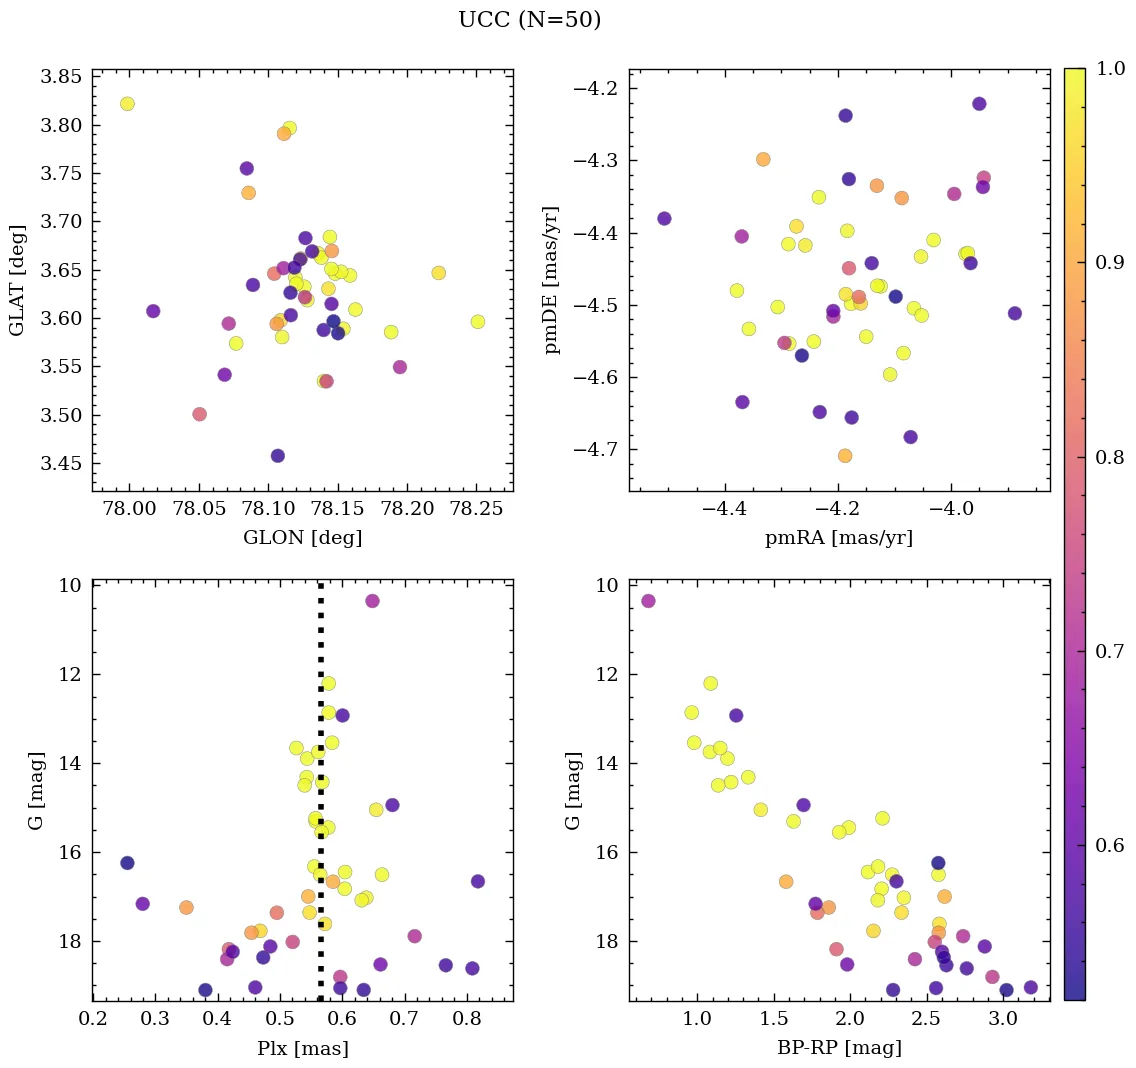 UCC (N=50)
3.85
3.80
3.75
3.70
3.65
3.60
3.55
3.50
3.45
GLAT [deg]
78.00 78.05 78.10 78.15 78.20 78.25
GLON [deg]
−4.2
−4.3
−4.4
−4.5
−4.6
−4.7
pmDE [mas/yr]
−4.4 −4.2 −4.0
pmRA [mas/yr]
1.0
0.9
0.8
0.7
0.6
10
12
14
16
18
G [mag]
0.2 0.3 0.4 0.5 0.6 0.7 0.8
Plx [mas]
10
12
14
16
18
G [mag]
1.0 1.5 2.0 2.5 3.0
BP-RP [mag]